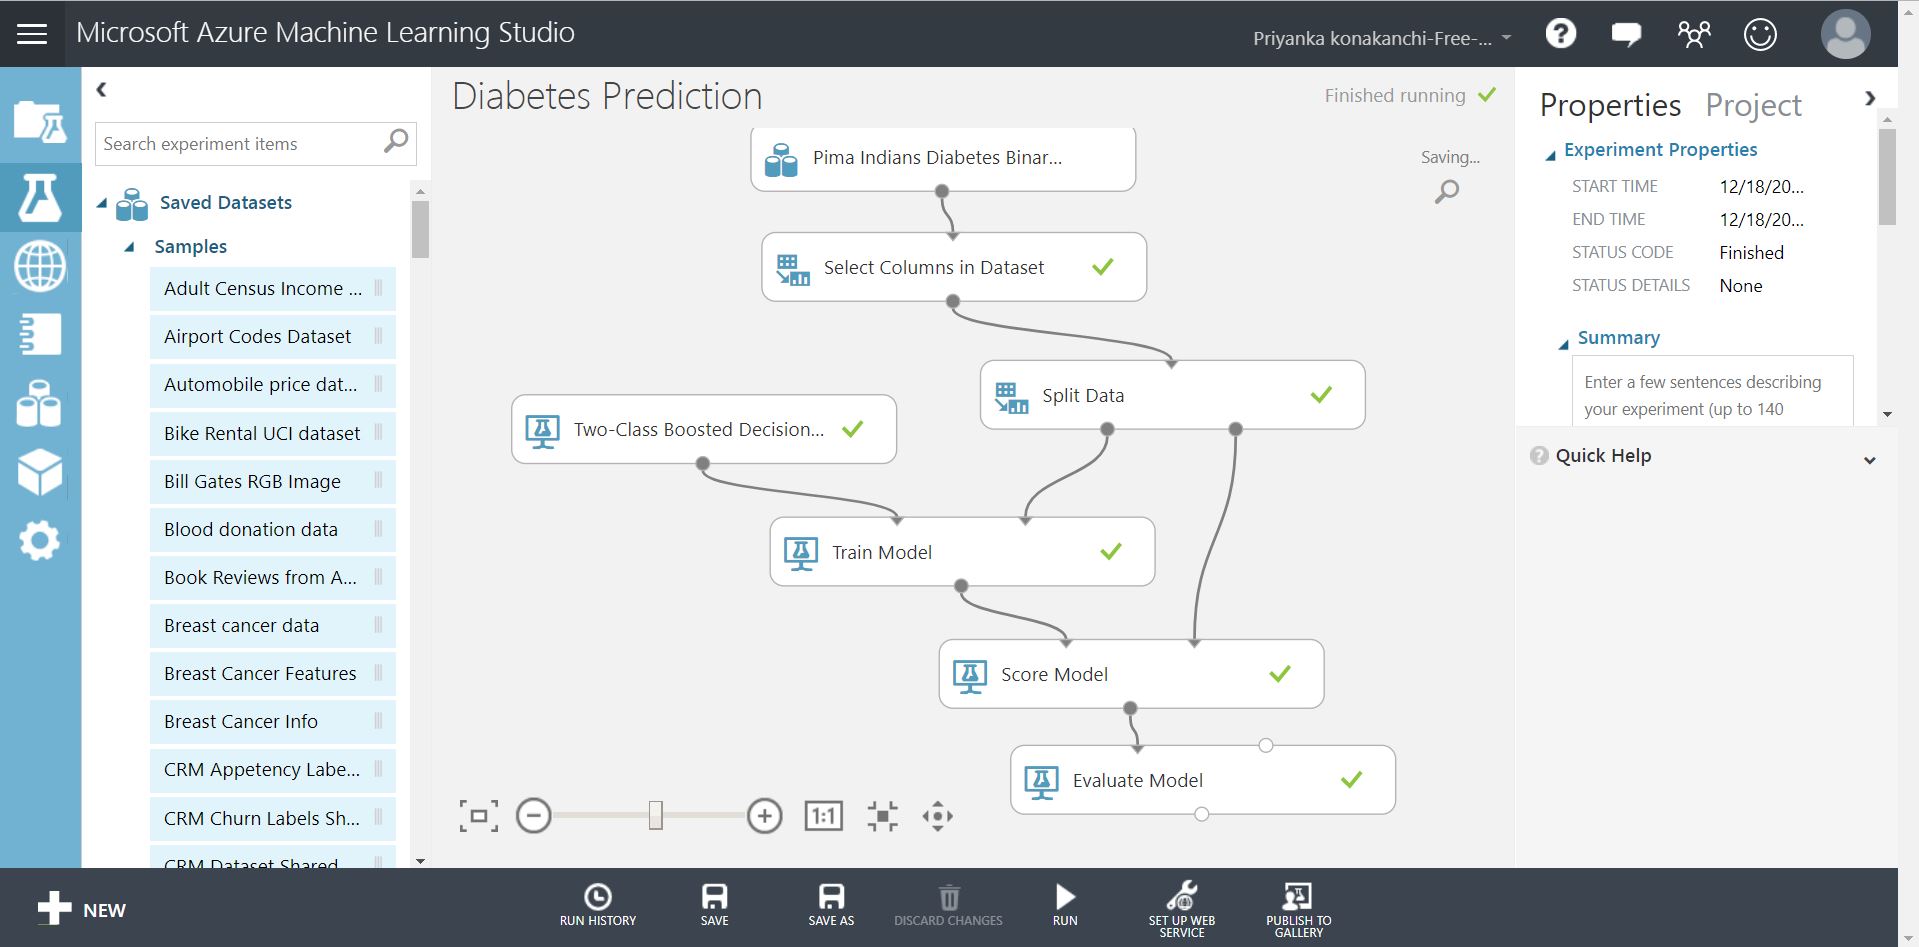 Microsoft Azure Machine Learning Studio
Priyanka konakanchi-Free-...
Search experiment items
Saved Datasets
Samples
Adult Census Income ...
Airport Codes Dataset
Automobile price dat...
Bike Rental UCI dataset
Bill Gates RGB Image
Blood donation data
Book Reviews from A...
Breast cancer data
Breast Cancer Features
Breast Cancer Info
CRM Appetency Labe...
CRM Churn Labels Sh...
CRM Dataset Shared
Diabetes Prediction
Finished running
Saving...
Pima Indians Diabetes Binar...
Select Columns in Dataset
Split Data
Two-Class Boosted Decision...
Train Model
Score Model
Evaluate Model
1:1
Properties Project
Experiment Properties
START TIME 12/18/20...
END TIME 12/18/20...
STATUS CODE Finished
STATUS DETAILS None
Summary
Enter a few sentences describing
your experiment (up to 140
Quick Help
NEW
RUN HISTORY
SAVE
SAVE AS
DISCARD CHANGES
RUN
SET UP WEB
SERVICE
PUBLISH TO
GALLERY